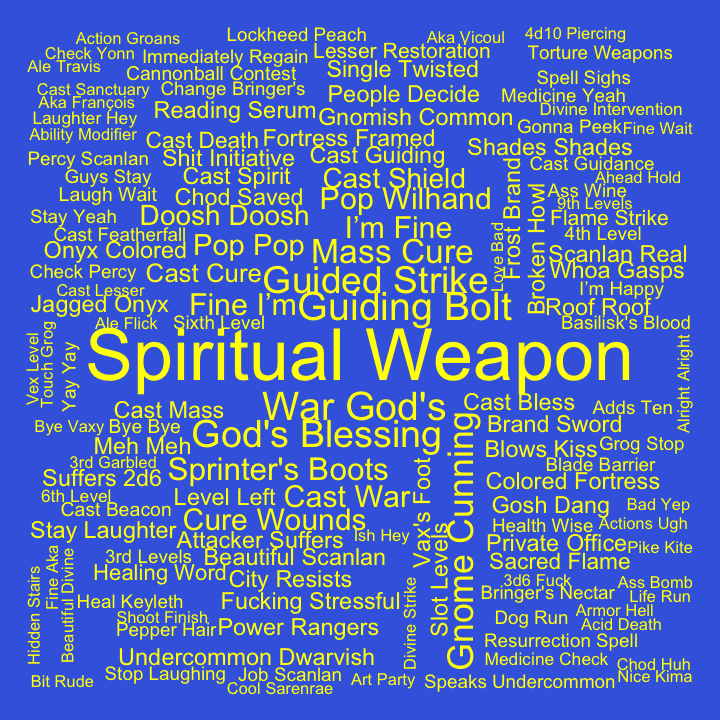 Action Groans
Lockheed Peach
Aka Vicoul
4d10 Piercing
Check Yonn
Immediately Regain
Lesser Restoration
Torture Weapons
Ale Travis
Cannonball Contest
Single Twisted
Spell Sighs
Cast Sanctuary
Change Bringer's
People Decide
Medicine Yeah
Aka François
Reading Serum
Gnomish Common
Divine Intervention
Laughter Hey
Gonna Peek
Fine Wait
Ability Modifier
Cast Death
Fortress Framed
Shades Shades
Percy Scanlan
Shit Initiative
Cast Guiding
Cast Guidance
Guys Stay
Cast Spirit
Cast Shield
Ahead Hold
Laugh Wait
Chod Saved
Pop Wilhand
Frost Brand
Ass Wine
9th Levels
Stay Yeah
Doosh Doosh
I'm Fine
Broken Howl
Flame Strike
Cast Featherfall
4th Level
Onyx Colored
Pop Pop
Mass Cure
Love Bad
Scanlan Real
Check Percy
Cast Cure
Guided Strike
Whoa Gasps
Cast Lesser
I'm Happy
Jagged Onyx
Fine I'm
Guiding Bolt
Roof Roof
Ale Flick
Sixth Level
Basilisk's Blood
Vex Level
Touch Grog
Yay Yay
Spiritual Weapon
Alright Alright
Cast Mass
War God's
Cast Bless
Adds Ten
Bye Vaxy
Bye Bye
God's Blessing
Brand Sword
Meh Meh
Blows Kiss
Grog Stop
3rd Garbled
Sprinter's Boots
Blade Barrier
Suffers 2d6
Colored Fortress
6th Level
Level Left
Cast War
Vax's Foot
Gnome Cunning
Gosh Dang
Bad Yep
Cast Beacon
Cure Wounds
Health Wise
Actions Ugh
Stay Laughter
Attacker Suffers
Ish Hey
Private Office
Pike Kite
3rd Levels
Beautiful Scanlan
Sacred Flame
Healing Word
City Resists
Slot Levels
3d6 Fuck
Ass Bomb
Hidden Stairs
Fine Aka
Beautiful Divine
Divine Strike
Bringer's Nectar
Life Run
Heal Keyleth
Fucking Stressful
Armor Hell
Shoot Finish
Dog Run
Acid Death
Pepper Hair
Power Rangers
Resurrection Spell
Undercommon Dwarvish
Medicine Check
Chod Huh
Stop Laughing
Job Scanlan
Art Party
Nice Kima
Bit Rude
Cool Sarenrae
Speaks Undercommon